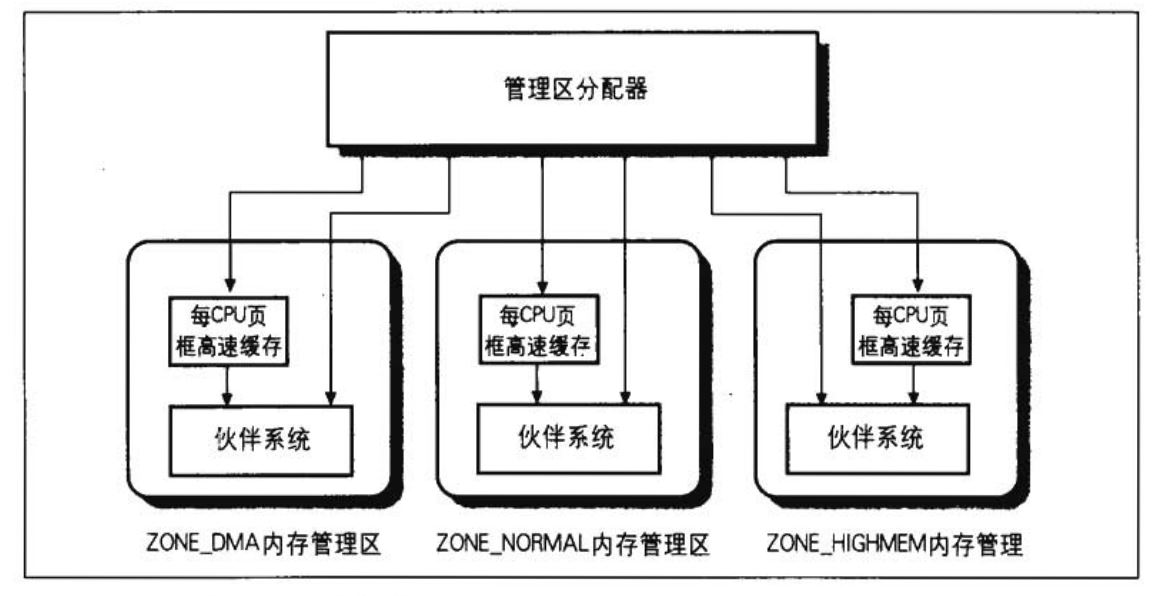 管理区分配器
每CPU页
框高速缓存
每CPU页
框高速缓存
每CPU页
框高速缓存
伙伴系统
伙伴系统
伙伴系统
ZONE_DMA内存管理区
ZONE_NORMAL内存管理区
ZONE_HIGHMEM内存管理